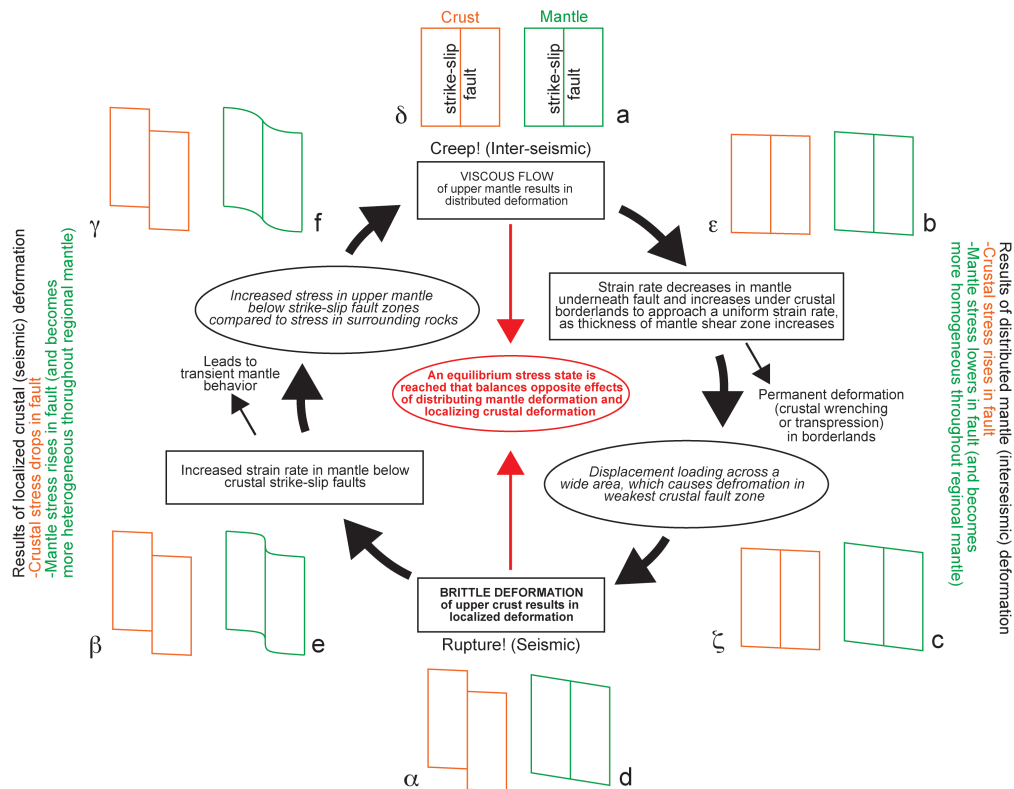 Crust
Mantle
strike-slip
fault
strike-slip
fault
δ
a
Creep! (Inter-seismic)
VISCOUS FLOW
of upper mantle results in
distributed deformation
γ
f
ε
b
Increased stress in upper mantle
below strike-slip fault zones
compared to stress in surrounding rocks
Strain rate decreases in mantle
underneath fault and increases under crustal
borderlands to approach a uniform strain rate,
as thickness of mantle shear zone increases
Leads to
transient mantle
behavior
An equilibrium stress state is
reached that balances opposite effects
of distributing mantle deformation and
localizing crustal deformation
Permanent deformation
(crustal wrenching
or transpression)
in borderlands
Increased strain rate in mantle below
crustal strike-slip faults
Displacement loading across a
wide area, which causes defromation in
weakest crustal fault zone
BRITTLE DEFORMATION
of upper crust results in
localized deformation
Rupture! (Seismic)
β
e
ζ
c
α
d
Results of localized crustal (seismic) deformation
-Crustal stress drops in fault
-Mantle stress rises in fault (and becomes
more heterogeneous thorughout regional mantle)
Results of distributed mantle (interseismic) deformation
-Crustal stress rises in fault
-Mantle stress lowers in fault (and becomes
more homogeneous throughout reginoal mantle)